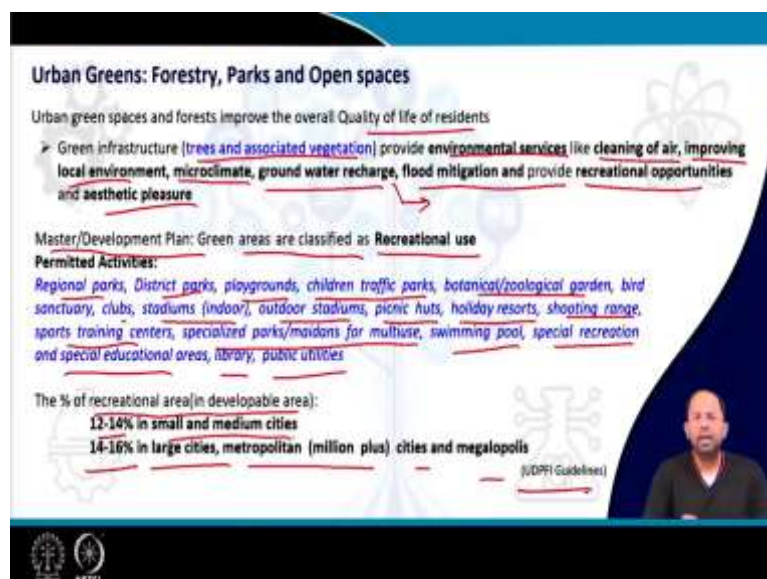 Urban Greens: Forestry, Parks and Open spaces
Urban green spaces and forests improve the overall Quality of life of residents
➤ Green infrastructure (trees and associated vegetation) provide environmental services like cleaning of air, improving
local environment, microclimate, ground water recharge, flood mitigation and provide recreational opportunities
and aesthetic pleasure
Master/Development Plan: Green areas are classified as Recreational use
Permitted Activities:
Regional parks, District parks, playgrounds, children traffic parks, botanical/zoological garden, bird
sanctuary, clubs, stadiums (indoor), outdoor stadiums, picnic huts, holiday resorts, shooting range,
sports training centers, specialized parks/maidans for multiuse, swimming pool, special recreation
and special educational areas, library, public utilities
The % of recreational area(in developable area):
12-14% in small and medium cities
14-16% in large cities, metropolitan (million plus) cities and megalopolis
(UDPFI Guidelines)